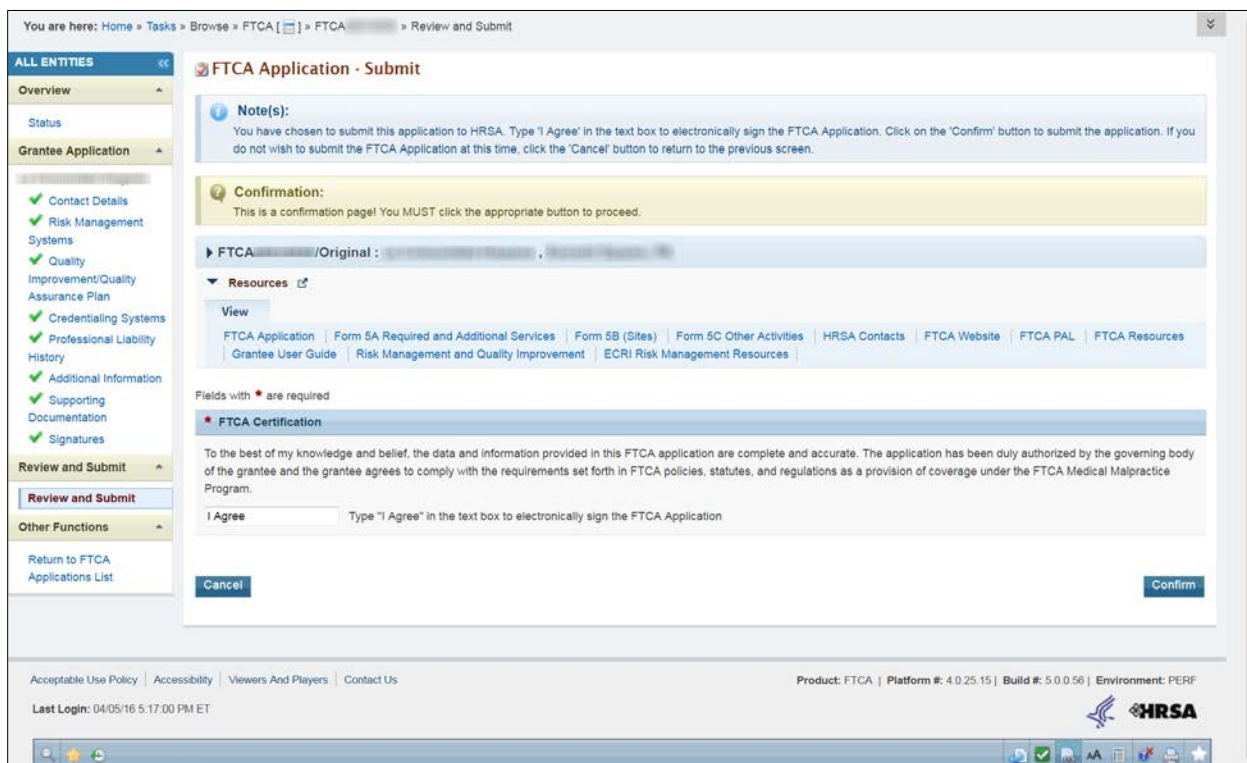 You are here: Home » Tasks » Browse » FTCA [ ] » FTCA » Review and Submit
ALL ENTITIES «
Overview
Status
Grantee Application
Contact Details
Risk Management
Systems
Quality
Improvement/Quality
Assurance Plan
Credentialing Systems
Professional Liability
History
Additional Information
Supporting
Documentation
Signatures
Review and Submit
Review and Submit
Other Functions
Return to FTCA
Applications List
FTCA Application - Submit
Note(s):
You have chosen to submit this application to HRSA. Type 'I Agree' in the text box to electronically sign the FTCA Application. Click on the 'Confirm' button to submit the application. If you
do not wish to submit the FTCA Application at this time, click the 'Cancel' button to return to the previous screen.
Confirmation:
This is a confirmation page! You MUST click the appropriate button to proceed.
FTCA /Original : ,
Resources
View
FTCA Application | Form 5A Required and Additional Services | Form 5B (Sites) | Form 5C Other Activities | HRSA Contacts | FTCA Website | FTCA PAL | FTCA Resources
| Grantee User Guide | Risk Management and Quality Improvement | ECRI Risk Management Resources |
Fields with * are required
* FTCA Certification
To the best of my knowledge and belief, the data and information provided in this FTCA application are complete and accurate. The application has been duly authorized by the governing body
of the grantee and the grantee agrees to comply with the requirements set forth in FTCA policies, statutes, and regulations as a provision of coverage under the FTCA Medical Malpractice
Program.
I Agree Type "I Agree" in the text box to electronically sign the FTCA Application
Cancel Confirm
Acceptable Use Policy | Accessibility | Viewers And Players | Contact Us
Product: FTCA | Platform #: 4.0.25.15 | Build #: 5.0.0.56 | Environment: PERF
Last Login: 04/05/16 5:17:00 PM ET
HRSA
AA